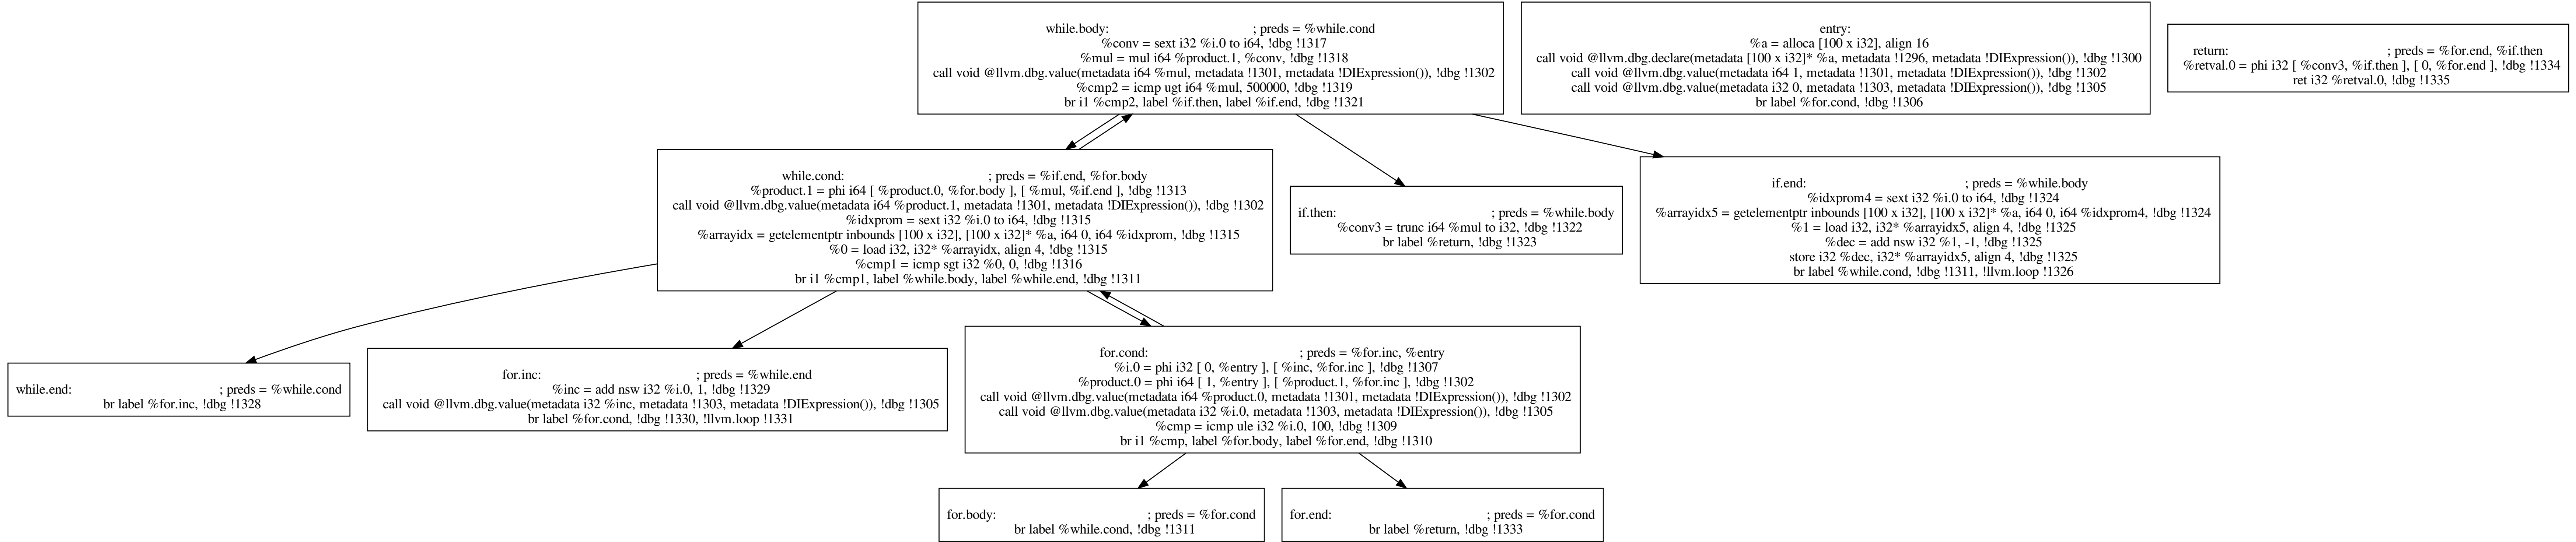 while.body: ; preds = %while.cond
%conv = sext i32 %i.0 to i64, !dbg !1317
%mul = mul i64 %product.1, %conv, !dbg !1318
call void @llvm.dbg.value(metadata i64 %mul, metadata !1301, metadata !DIExpression()), !dbg !1302
%cmp2 = icmp ugt i64 %mul, 500000, !dbg !1319
br i1 %cmp2, label %if.then, label %if.end, !dbg !1321
entry:
%a = alloca [100 x i32], align 16
call void @llvm.dbg.declare(metadata [100 x i32]* %a, metadata !1296, metadata !DIExpression()), !dbg !1300
call void @llvm.dbg.value(metadata i64 1, metadata !1301, metadata !DIExpression()), !dbg !1302
call void @llvm.dbg.value(metadata i32 0, metadata !1303, metadata !DIExpression()), !dbg !1305
br label %for.cond, !dbg !1306
return: ; preds = %for.end, %if.then
%retval.0 = phi i32 [ %conv3, %if.then ], [ 0, %for.end ], !dbg !1334
ret i32 %retval.0, !dbg !1335
while.cond: ; preds = %if.end, %for.body
%product.1 = phi i64 [ %product.0, %for.body ], [ %mul, %if.end ], !dbg !1313
call void @llvm.dbg.value(metadata i64 %product.1, metadata !1301, metadata !DIExpression()), !dbg !1302
%idxprom = sext i32 %i.0 to i64, !dbg !1315
%arrayidx = getelementptr inbounds [100 x i32], [100 x i32]* %a, i64 0, i64 %idxprom, !dbg !1315
%0 = load i32, i32* %arrayidx, align 4, !dbg !1315
%cmp1 = icmp sgt i32 %0, 0, !dbg !1316
br i1 %cmp1, label %while.body, label %while.end, !dbg !1311
if.then: ; preds = %while.body
%conv3 = trunc i64 %mul to i32, !dbg !1322
br label %return, !dbg !1323
if.end: ; preds = %while.body
%idxprom4 = sext i32 %i.0 to i64, !dbg !1324
%arrayidx5 = getelementptr inbounds [100 x i32], [100 x i32]* %a, i64 0, i64 %idxprom4, !dbg !1324
%1 = load i32, i32* %arrayidx5, align 4, !dbg !1325
%dec = add nsw i32 %1, -1, !dbg !1325
store i32 %dec, i32* %arrayidx5, align 4, !dbg !1325
br label %while.cond, !dbg !1311, !llvm.loop !1326
while.end: ; preds = %while.cond
br label %for.inc, !dbg !1328
for.inc: ; preds = %while.end
%inc = add nsw i32 %i.0, 1, !dbg !1329
call void @llvm.dbg.value(metadata i32 %inc, metadata !1303, metadata !DIExpression()), !dbg !1305
br label %for.cond, !dbg !1330, !llvm.loop !1331
for.cond: ; preds = %for.inc, %entry
%i.0 = phi i32 [ 0, %entry ], [ %inc, %for.inc ], !dbg !1307
%product.0 = phi i64 [ 1, %entry ], [ %product.1, %for.inc ], !dbg !1302
call void @llvm.dbg.value(metadata i64 %product.0, metadata !1301, metadata !DIExpression()), !dbg !1302
call void @llvm.dbg.value(metadata i32 %i.0, metadata !1303, metadata !DIExpression()), !dbg !1305
%cmp = icmp ule i32 %i.0, 100, !dbg !1309
br i1 %cmp, label %for.body, label %for.end, !dbg !1310
for.body: ; preds = %for.cond
br label %while.cond, !dbg !1311
for.end: ; preds = %for.cond
br label %return, !dbg !1333